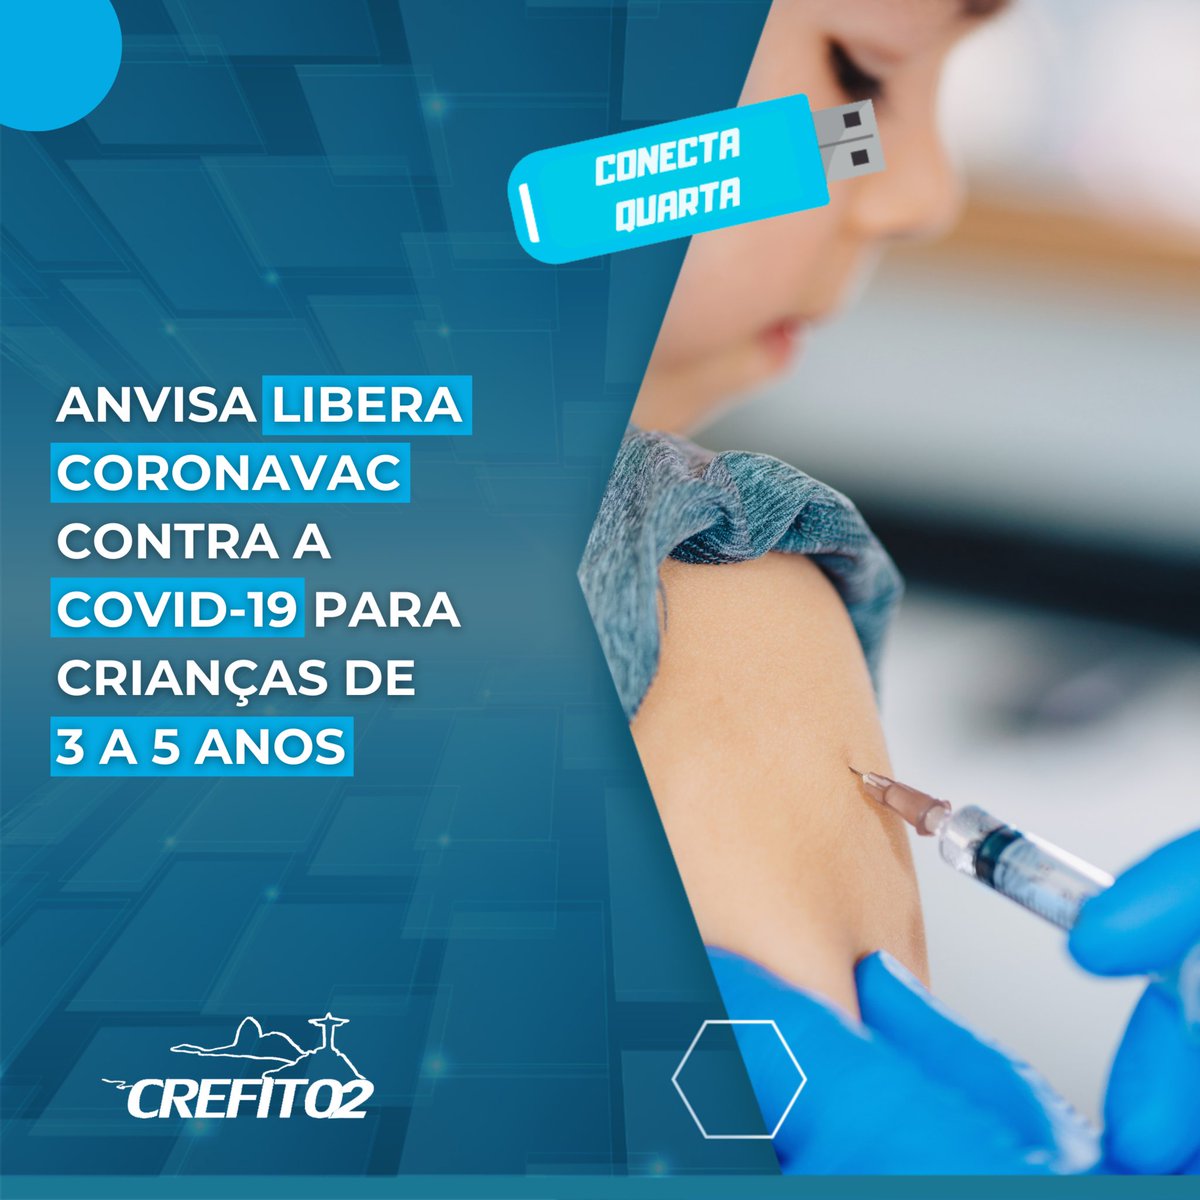 CONECTA
QUARTA
ANVISA LIBERA
CORONAVAC
CONTRA A
COVID-19 PARA
CRIANÇAS DE
3 A 5 ANOS
CREFITO2